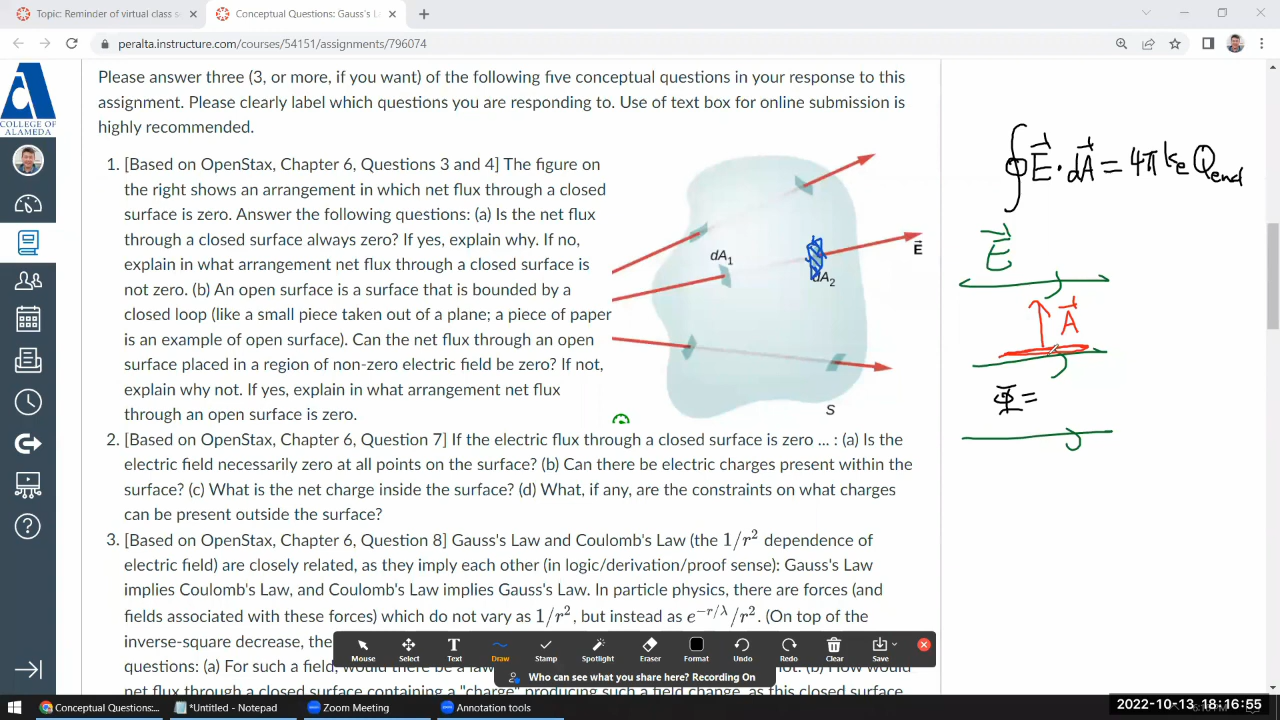 Topic: Reminder of virtual class s
Conceptual Questions: Gauss's L
peralta.instructure.com/courses/54151/assignments/796074
COLLEGE OF
ALAMEDA
Please answer three (3, or more, if you want) of the following five conceptual questions in your response to this
assignment. Please clearly label which questions you are responding to. Use of text box for online submission is
highly recommended.
1. [Based on OpenStax, Chapter 6, Questions 3 and 4] The figure on
the right shows an arrangement in which net flux through a closed
surface is zero. Answer the following questions: (a) Is the net flux
through a closed surface always zero? If yes, explain why. If no,
explain in what arrangement net flux through a closed surface is
not zero. (b) An open surface is a surface that is bounded by a
closed loop (like a small piece taken out of a plane; a piece of paper
is an example of open surface). Can the net flux through an open
surface placed in a region of non-zero electric field be zero? If not,
explain why not. If yes, explain in what arrangement net flux
through an open surface is zero.
dA₁
dA₂
E⃗
S
2. [Based on OpenStax, Chapter 6, Question 7] If the electric flux through a closed surface is zero ... : (a) Is the
electric field necessarily zero at all points on the surface? (b) Can there be electric charges present within the
surface? (c) What is the net charge inside the surface? (d) What, if any, are the constraints on what charges
can be present outside the surface?
3. [Based on OpenStax, Chapter 6, Question 8] Gauss's Law and Coulomb's Law (the 1/r² dependence of
electric field) are closely related, as they imply each other (in logic/derivation/proof sense): Gauss's Law
implies Coulomb's Law, and Coulomb's Law implies Gauss's Law. In particle physics, there are forces (and
fields associated with these forces) which do not vary as 1/r², but instead as e^(-r/λ)/r². (On top of the
inverse-square decrease, the
questions: (a) For such a field,
net flux through a closed surface containing a "charge" producing such a field change, as this closed surface
∮E⃗·dA⃗ = 4πkₑQ_encl
E⃗
A⃗
Φ =
Mouse Select Text Draw Stamp Spotlight Eraser Format Undo Redo Clear Save
Who can see what you share here? Recording On
Conceptual Questions:...
*Untitled - Notepad
Zoom Meeting
Annotation tools
2022-10-13 18:16:55